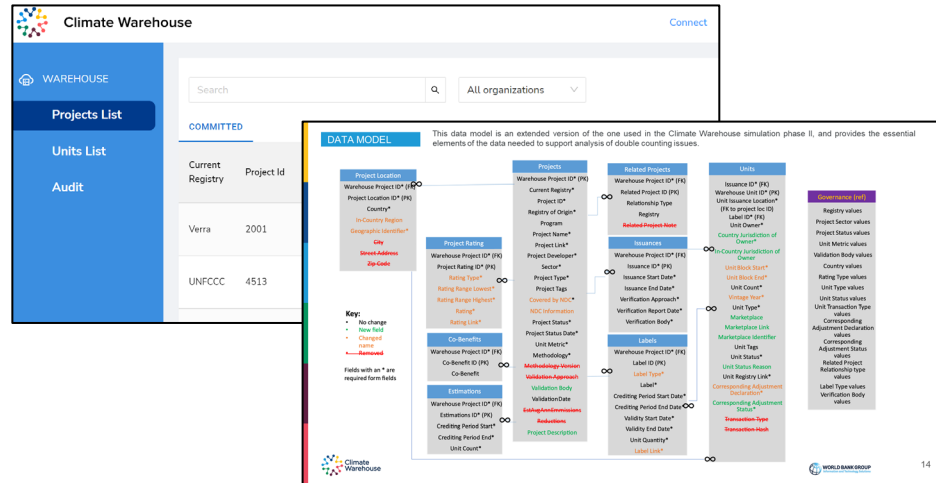 Climate Warehouse
Connect
WAREHOUSE
Projects List
Units List
Audit
Search
All organizations
COMMITTED
Current
Registry
Project Id
Verra
2001
UNFCCC
4513
DATA MODEL
This data model is an extended version of the one used in the Climate Warehouse simulation phase II, and provides the essential
elements of the data needed to support analysis of double counting issues.
Project Location
Warehouse Project ID* (FK)
Project Location ID* (PK)
Country*
In-Country Region
Geographic Identifier*
City
Street Address
Zip Code
Project Rating
Warehouse Project ID* (FK)
Project Rating ID* (PK)
Rating Type*
Rating Range Lowest*
Rating Range Highest*
Rating*
Rating Link*
Co-Benefits
Warehouse Project ID* (FK)
Co-Benefit ID (PK)
Co-Benefit
Estimations
Warehouse Project ID* (FK)
Estimations ID* (PK)
Crediting Period Start*
Crediting Period End*
Unit Count*
Key:
• No change
• New field
• Changed
name
• Removed
Fields with an * are
required form fields
Projects
Warehouse Project ID* (PK)
Current Registry*
Project ID*
Registry of Origin*
Program
Project Name*
Project Link*
Project Developer*
Sector*
Project Type*
Project Tags
Covered by NDC*
NDC Information
Project Status*
Project Status Date*
Unit Metric*
Methodology*
Methodology Version
Validation Approach
Validation Body
ValidationDate
EstAvgAnnEmmissions
Reductions
Project Description
Related Projects
Warehouse Project ID* (FK)
Related Project ID (PK)
Relationship Type
Registry
Related Project Note
Issuances
Warehouse Project ID* (FK)
Issuance ID* (PK)
Issuance Start Date*
Issuance End Date*
Verification Approach*
Verification Report Date*
Verification Body*
Labels
Warehouse Project ID* (FK)
Label ID (PK)
Label Type*
Label*
Crediting Period Start Date*
Crediting Period End Date*
Validity Start Date*
Validity End Date*
Unit Quantity*
Label Link*
Units
Issuance ID* (FK)
Warehouse Unit ID* (PK)
Unit Issuance Location*
(FK to project loc ID)
Label ID* (FK)
Unit Owner*
Country Jurisdiction of
Owner*
In-Country Jurisdiction of
Owner
Unit Block Start*
Unit Block End*
Unit Count*
Vintage Year*
Unit Type*
Marketplace
Marketplace Link
Marketplace Identifier
Unit Tags
Unit Status*
Unit Status Reason
Unit Registry Link*
Corresponding Adjustment
Declaration*
Corresponding Adjustment
Status*
Transaction Type
Transaction Hash
Governance (ref)
Registry values
Project Sector values
Project Status values
Unit Metric values
Validation Body values
Country values
Rating Type values
Unit Type values
Unit Status values
Unit Transaction Type
values
Corresponding
Adjustment Declaration
values
Corresponding
Adjustment Status
values
Related Project
Relationship type
values
Label Type values
Verification Body
values
Climate
Warehouse
WORLD BANK GROUP
14